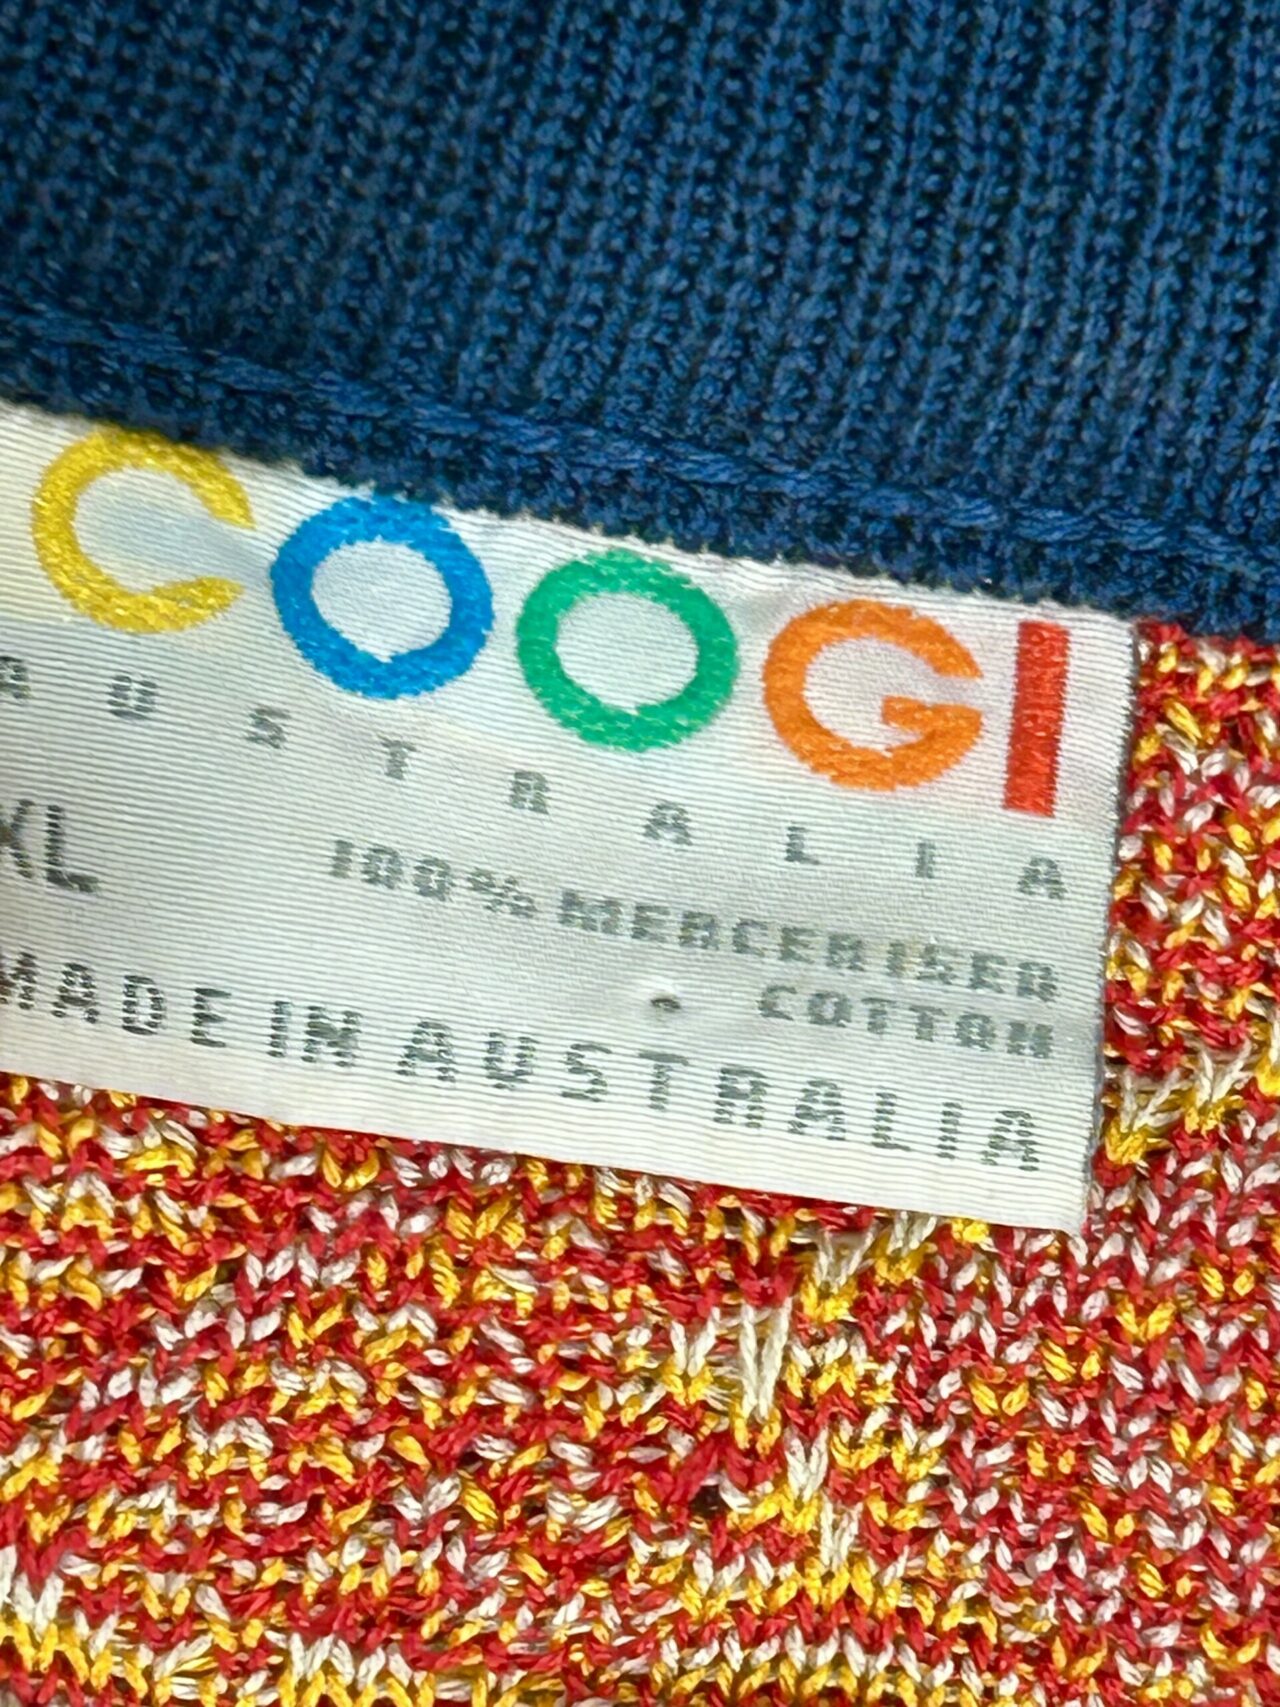 COOGI
AUSTRALIA
XL 100% MERCERISED
COTTON
MADE IN AUSTRALIA